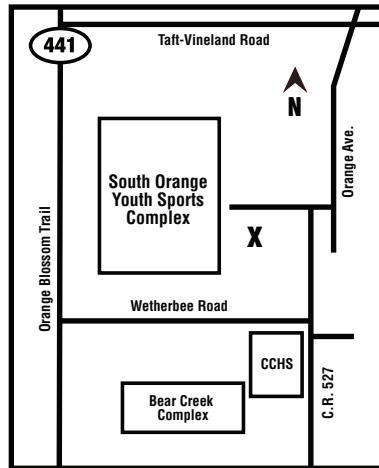 441
Taft-Vineland Road
N
Orange Ave.
South Orange
Youth Sports
Complex
X
Orange Blossom Trail
Wetherbee Road
CCHS
C.R. 527
Bear Creek
Complex